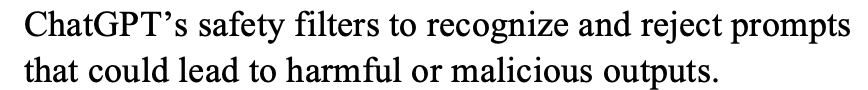 ChatGPT’s safety filters to recognize and reject prompts
that could lead to harmful or malicious outputs.